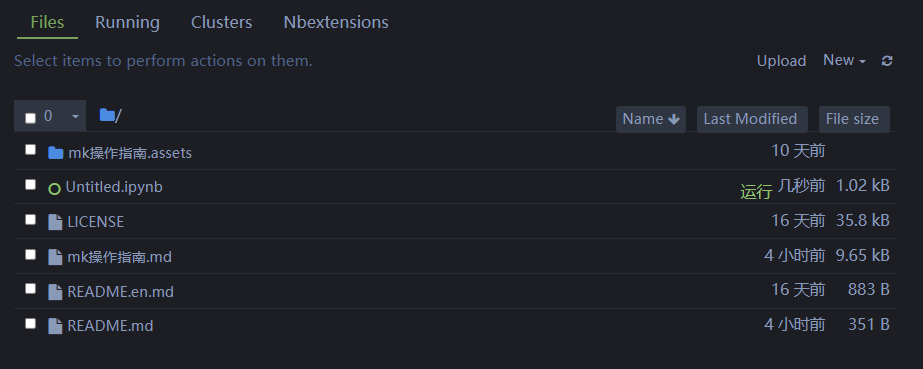 Files Running Clusters Nbextensions
Select items to perform actions on them. Upload New
0 / Name Last Modified File size
mk操作指南.assets 10 天前
Untitled.ipynb 运行 几秒前 1.02 kB
LICENSE 16 天前 35.8 kB
mk操作指南.md 4 小时前 9.65 kB
README.en.md 16 天前 883 B
README.md 4 小时前 351 B